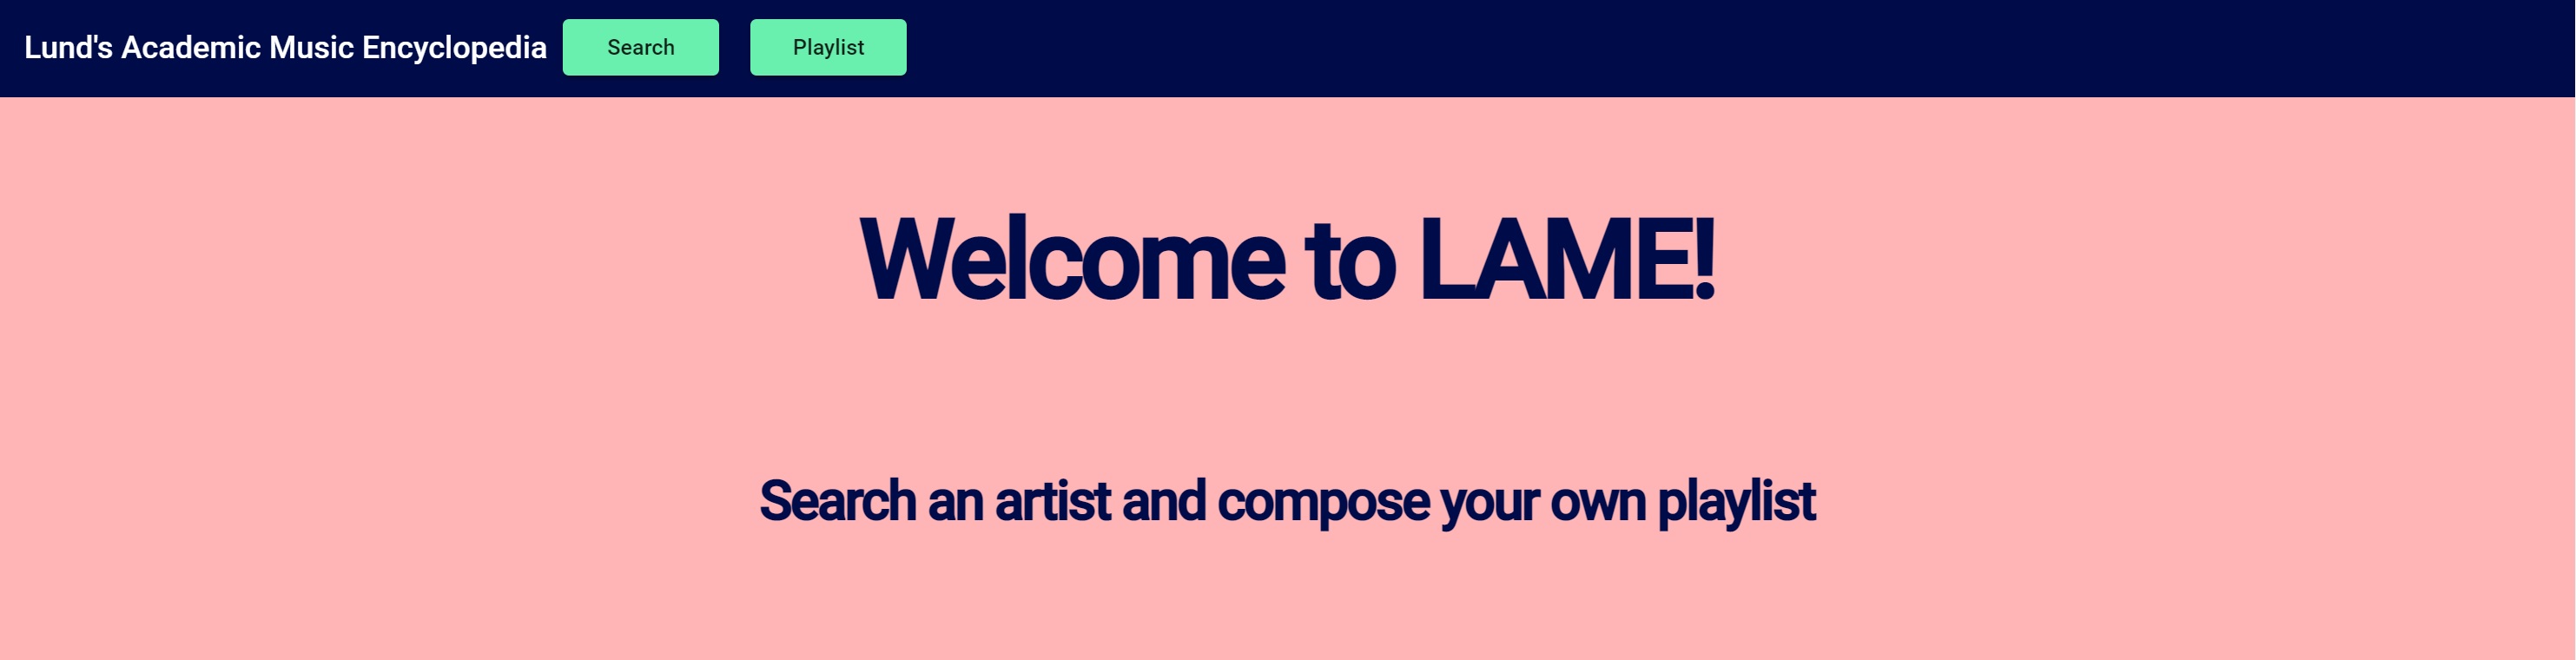 Lund's Academic Music Encyclopedia Search Playlist
Welcome to LAME!
Search an artist and compose your own playlist